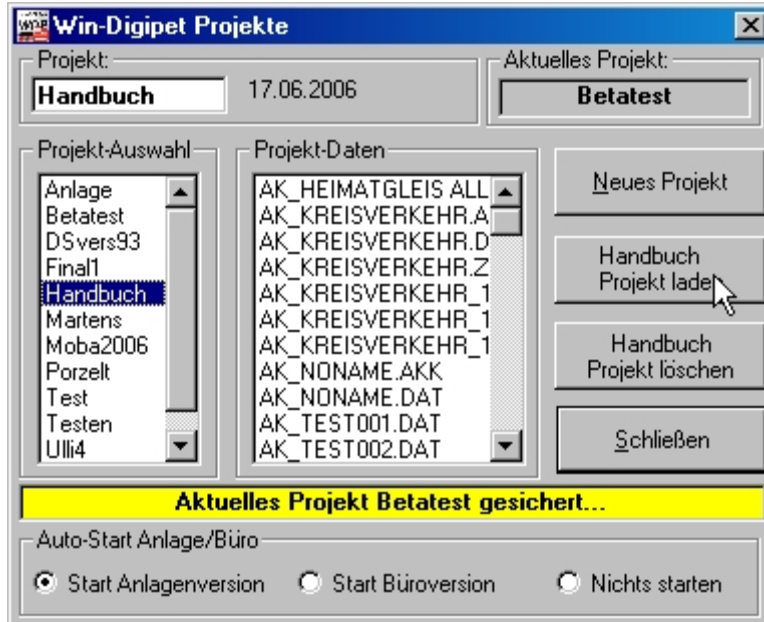 Win-Digipet Projekte
Projekt:
Handbuch
17.06.2006
Aktuelles Projekt:
Betatest
Projekt-Auswahl
Anlage
Betatest
DSvers93
Final1
Handbuch
Martens
Moba2006
Porzelt
Test
Testen
Ulli4
Projekt-Daten
AK_HEIMATGLEIS ALL
AK_KREISVERKEHR.A
AK_KREISVERKEHR.D
AK_KREISVERKEHR.Z
AK_KREISVERKEHR_1
AK_KREISVERKEHR_1
AK_KREISVERKEHR_1
AK_NONAME.AKK
AK_NONAME.DAT
AK_TEST001.DAT
AK_TEST002.DAT
Neues Projekt
Handbuch
Projekt laden
Handbuch
Projekt löschen
Schließen
Aktuelles Projekt Betatest gesichert...
Auto-Start Anlage/Büro
Start Anlagenversion
Start Büroversion
Nichts starten